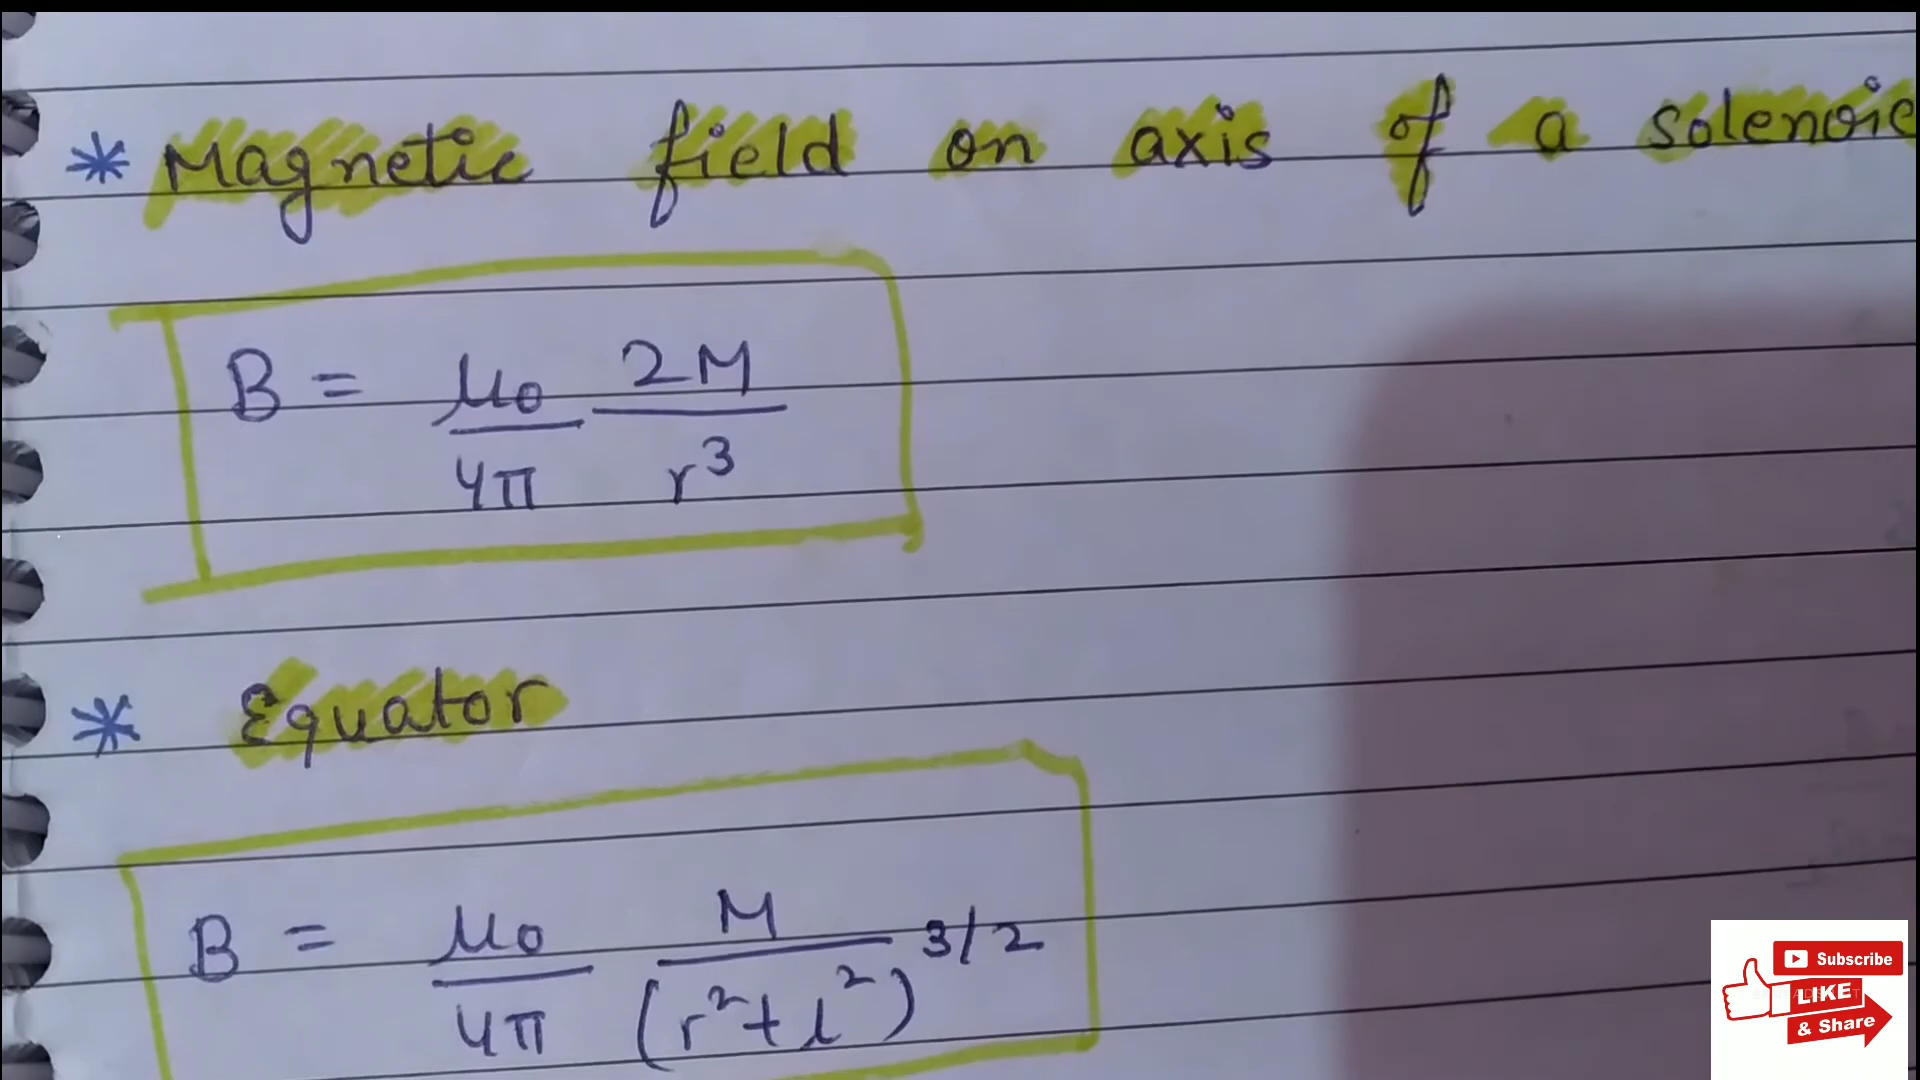 * Magnetic field on axis of a solenoid
B = μ₀/4π 2M/r³
* Equator
B = μ₀/4π M/(r²+l²)^3/2
Subscribe
LIKE
& Share